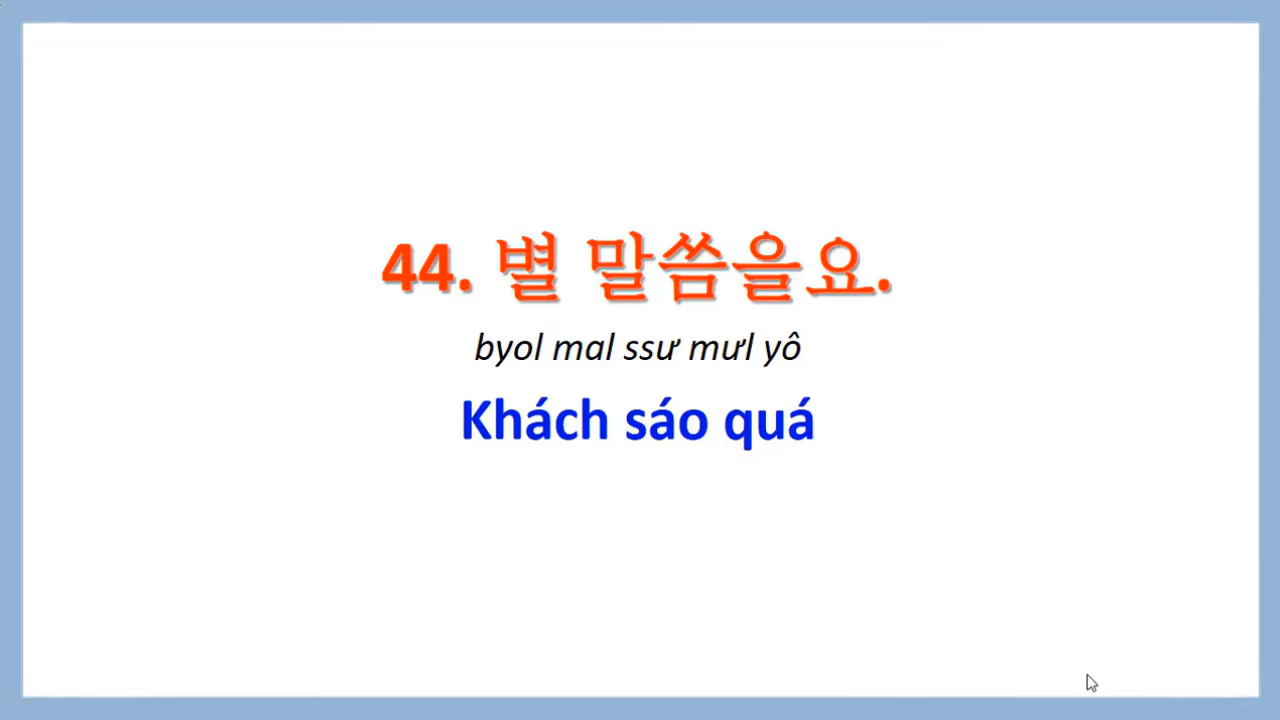 44. 별 말씀을요.
byol mal ssư mưl yô
Khách sáo quá